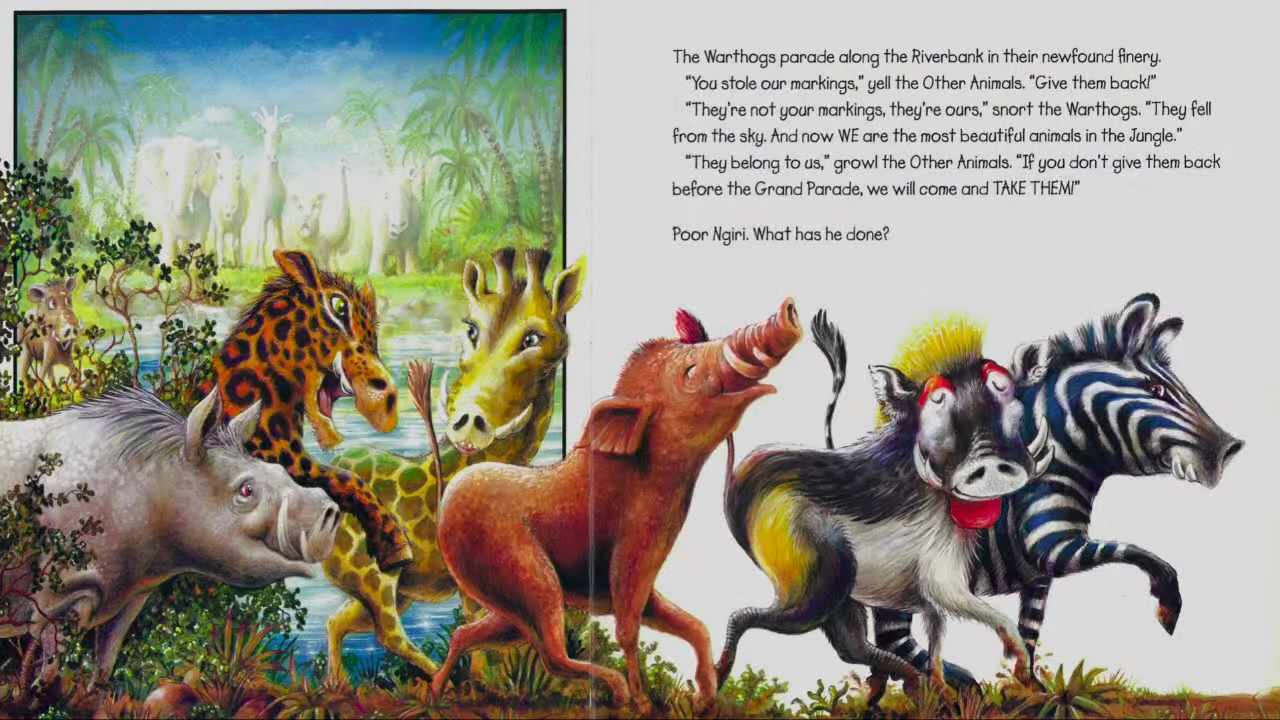 The Warthogs parade along the Riverbank in their newfound finery.
"You stole our markings," yell the Other Animals. "Give them back!"
"They're not your markings, they're ours," snort the Warthogs. "They fell
from the sky. And now WE are the most beautiful animals in the Jungle."
"They belong to us," growl the Other Animals. "If you don't give them back
before the Grand Parade, we will come and TAKE THEM!"
Poor Ngiri. What has he done?